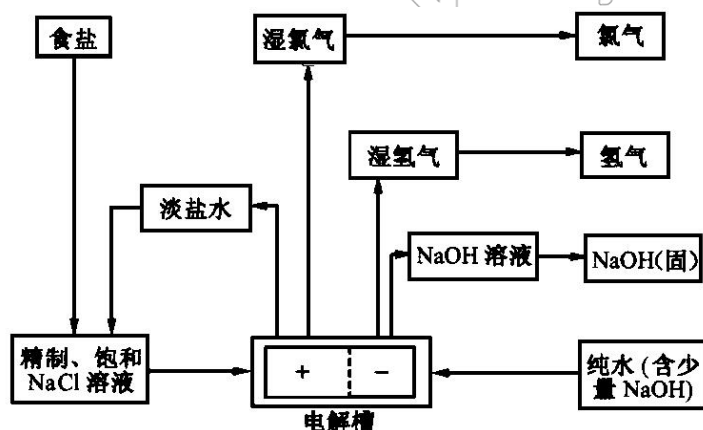 食盐
湿氯气
氯气
湿氢气
氢气
淡盐水
NaOH 溶液
NaOH(固)
精制、饱和
NaCl 溶液
+
−
纯水 (含少
量 NaOH)
电解槽